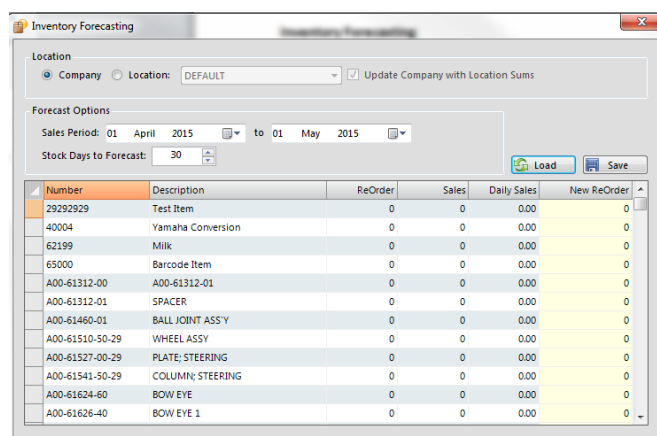 Inventory Forecasting
Inventory Forecasting
Location
Company Location: DEFAULT Update Company with Location Sums
Forecast Options
Sales Period: 01 April 2015 to 01 May 2015
Stock Days to Forecast: 30
Load Save
Number Description ReOrder Sales Daily Sales New ReOrder
29292929 Test Item 0 0 0.00 0
40004 Yamaha Conversion 0 0 0.00 0
62199 Milk 0 0 0.00 0
65000 Barcode Item 0 0 0.00 0
A00-61312-00 A00-61312-01 0 0 0.00 0
A00-61312-01 SPACER 0 0 0.00 0
A00-61460-01 BALL JOINT ASS'Y 0 0 0.00 0
A00-61510-50-29 WHEEL ASSY 0 0 0.00 0
A00-61527-00-29 PLATE; STEERING 0 0 0.00 0
A00-61541-50-29 COLUMN; STEERING 0 0 0.00 0
A00-61624-60 BOW EYE 0 0 0.00 0
A00-61626-40 BOW EYE 1 0 0 0.00 0